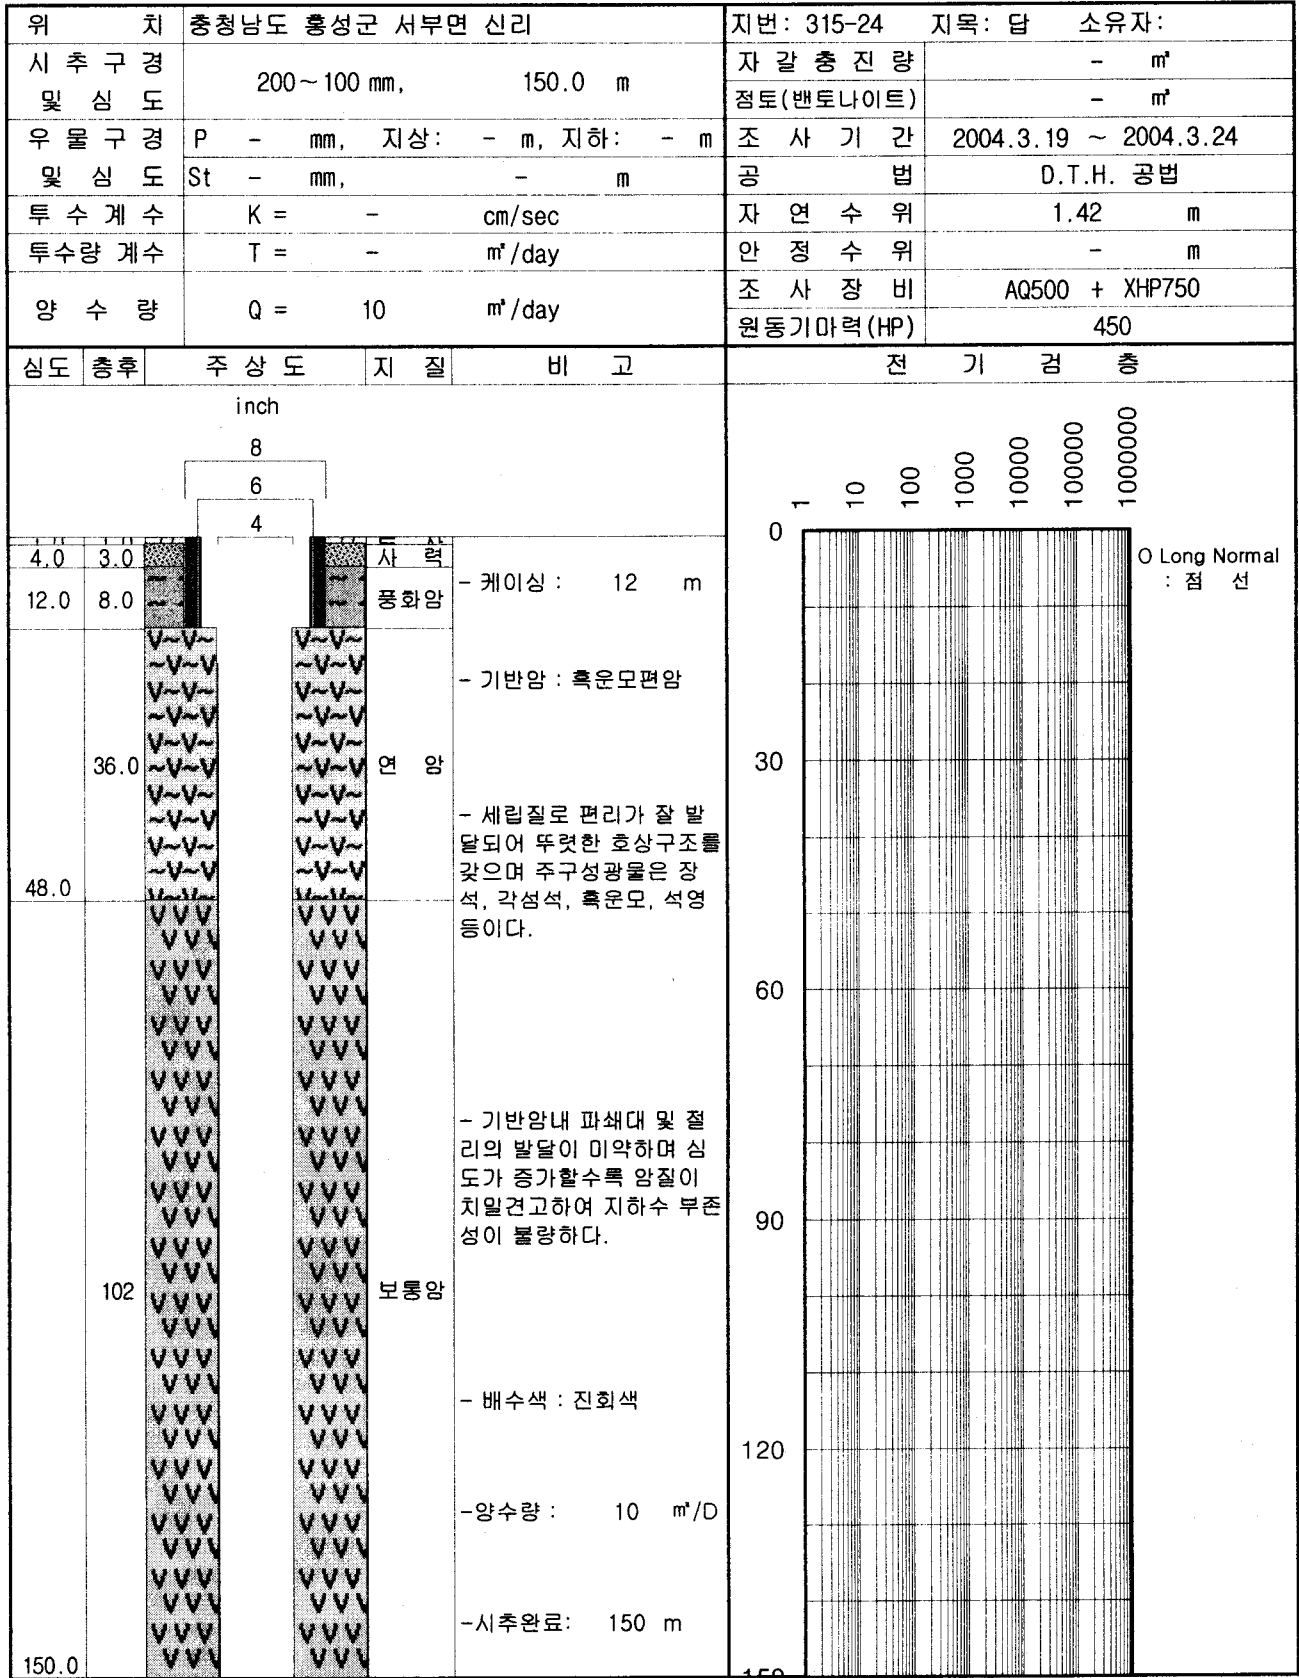 위 치 충청남도 홍성군 서부면 신리 지번: 315-24 지목: 답 소유자:
시 추 구 경 및 심 도 200~100 mm, 150.0 m
자 갈 충 진 량 - ㎥
점토(밴토나이트) - ㎥
우 물 구 경 및 심 도 P - mm, 지상: - m, 지하: - m
St - mm, - m
조 사 기 간 2004.3.19 ~ 2004.3.24
공 법 D.T.H. 공법
투 수 계 수 K = - cm/sec
자 연 수 위 1.42 m
투수량 계수 T = - ㎡/day
안 정 수 위 - m
양 수 량 Q = 10 ㎥/day
조 사 장 비 AQ500 + XHP750
원동기마력(HP) 450
심도 층후 주 상 도 지 질 비 고 전 기 검 층
inch
8
6
4
4.0 3.0 사 력
12.0 8.0 풍화암
- 케이싱 : 12 m
- 기반암 : 흑운모편암
36.0 연 암
- 세립질로 편리가 잘 발
달되어 뚜렷한 호상구조를
갖으며 주구성광물은 장
석, 각섬석, 흑운모, 석영
등이다.
48.0
- 기반암내 파쇄대 및 절
리의 발달이 미약하며 심
도가 증가할수록 암질이
치밀견고하여 지하수 부존
성이 불량하다.
102 보통암
- 배수색 : 진회색
-양수량 : 10 ㎥/D
-시추완료: 150 m
150.0
1 10 100 1000 10000 100000 1000000
0
O Long Normal
: 점 선
30
60
90
120